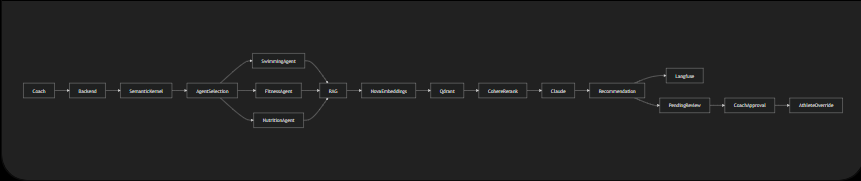 Coach
Backend
SemanticKernel
AgentSelection
SwimmingAgent
FitnessAgent
NutritionAgent
RAG
NovaEmbeddings
Qdrant
CohereRerank
Claude
Recommendation
Langfuse
PendingReview
CoachApproval
AthleteOverride